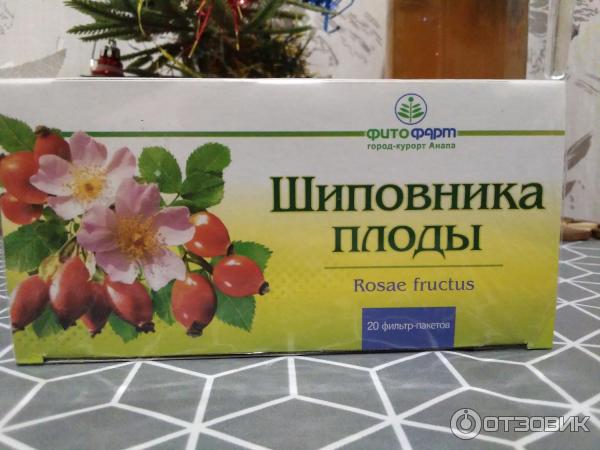 ФИТОФАРМ
город-курорт Анапа
ШИПОВНИКА
ПЛОДЫ
Rosae fructus
20 фильтр-пакетов
ОТЗОВИК